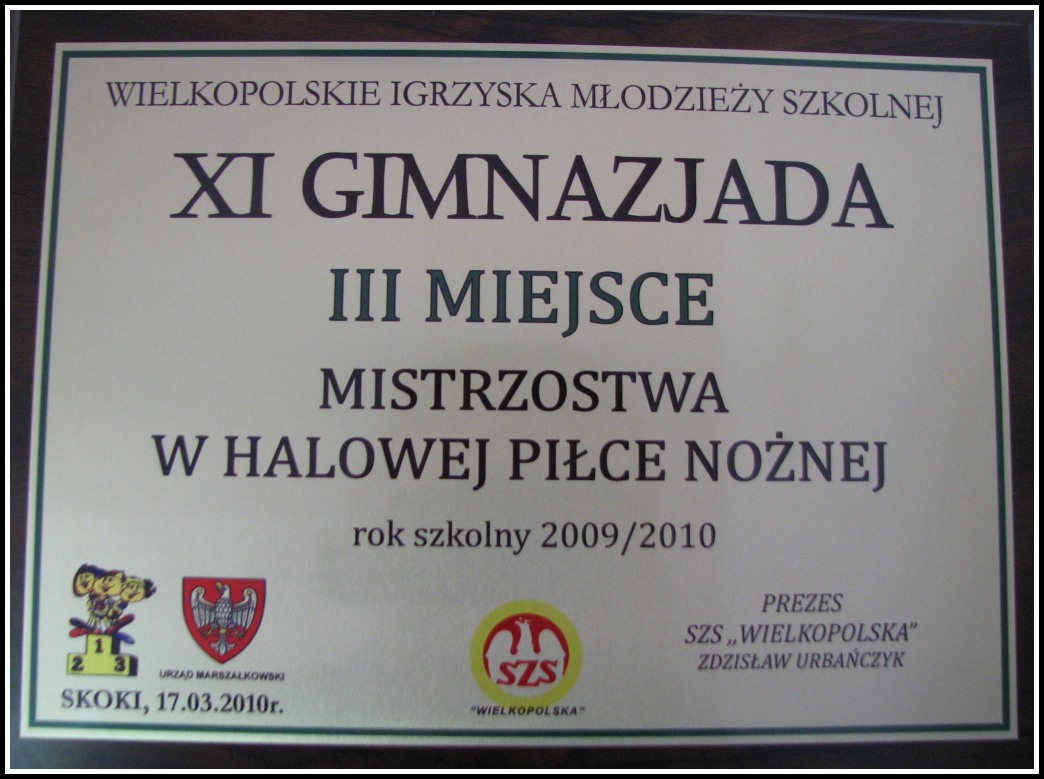 WIELKOPOLSKIE IGRZYSKA MŁODZIEŻY SZKOLNEJ
XI GIMNAZJADA
III MIEJSCE
MISTRZOSTWA
W HALOWEJ PIŁCE NOŻNEJ
rok szkolny 2009/2010
1
2 3
URZĄD MARSZAŁKOWSKI
SKOKI, 17.03.2010r.
SZS
"WIELKOPOLSKA"
PREZES
SZS „WIELKOPOLSKA”
ZDZISŁAW URBAŃCZYK